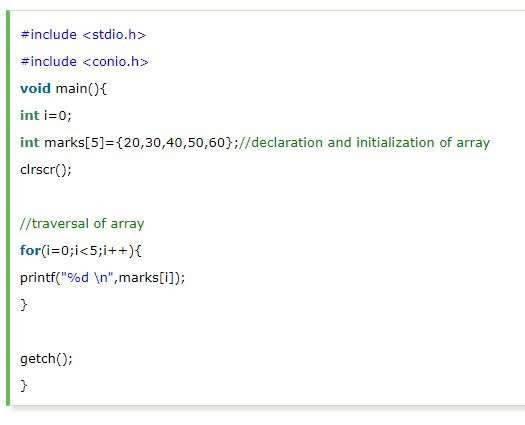 #include <stdio.h>
#include <conio.h>
void main(){
int i=0;
int marks[5]={20,30,40,50,60};//declaration and initialization of array
clrscr();
//traversal of array
for(i=0;i<5;i++){
printf("%d \n",marks[i]);
}
getch();
}